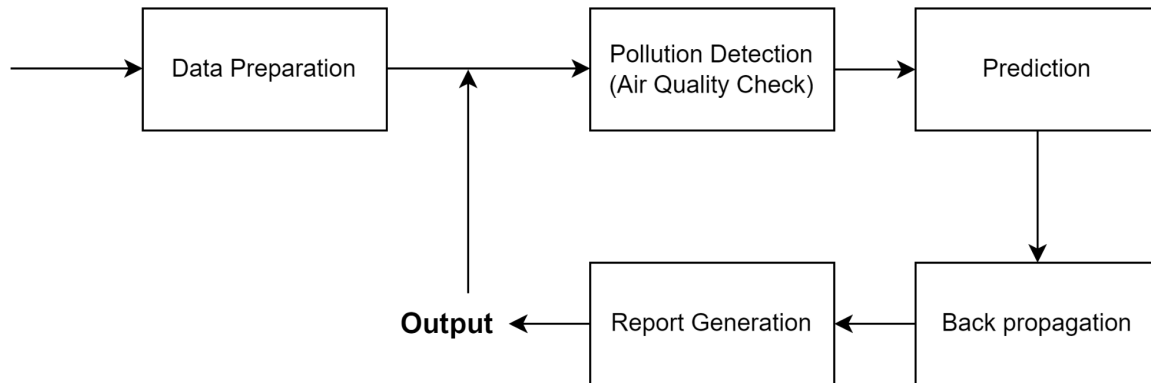 Data Preparation
Pollution Detection
(Air Quality Check)
Prediction
Output
Report Generation
Back propagation